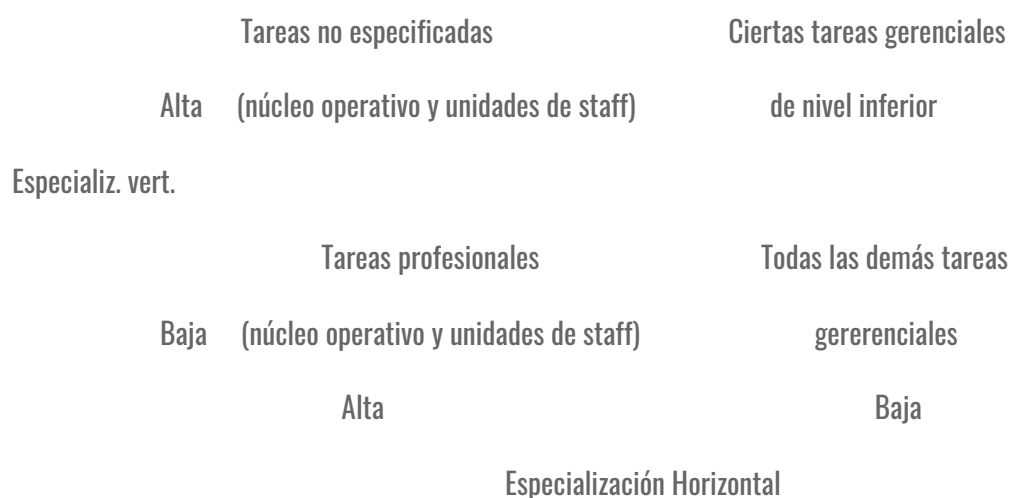 Tareas no especificadas Ciertas tareas gerenciales
Alta (núcleo operativo y unidades de staff) de nivel inferior
Especializ. vert.
Tareas profesionales Todas las demás tareas
Baja (núcleo operativo y unidades de staff) gererenciales
Alta Baja
Especialización Horizontal